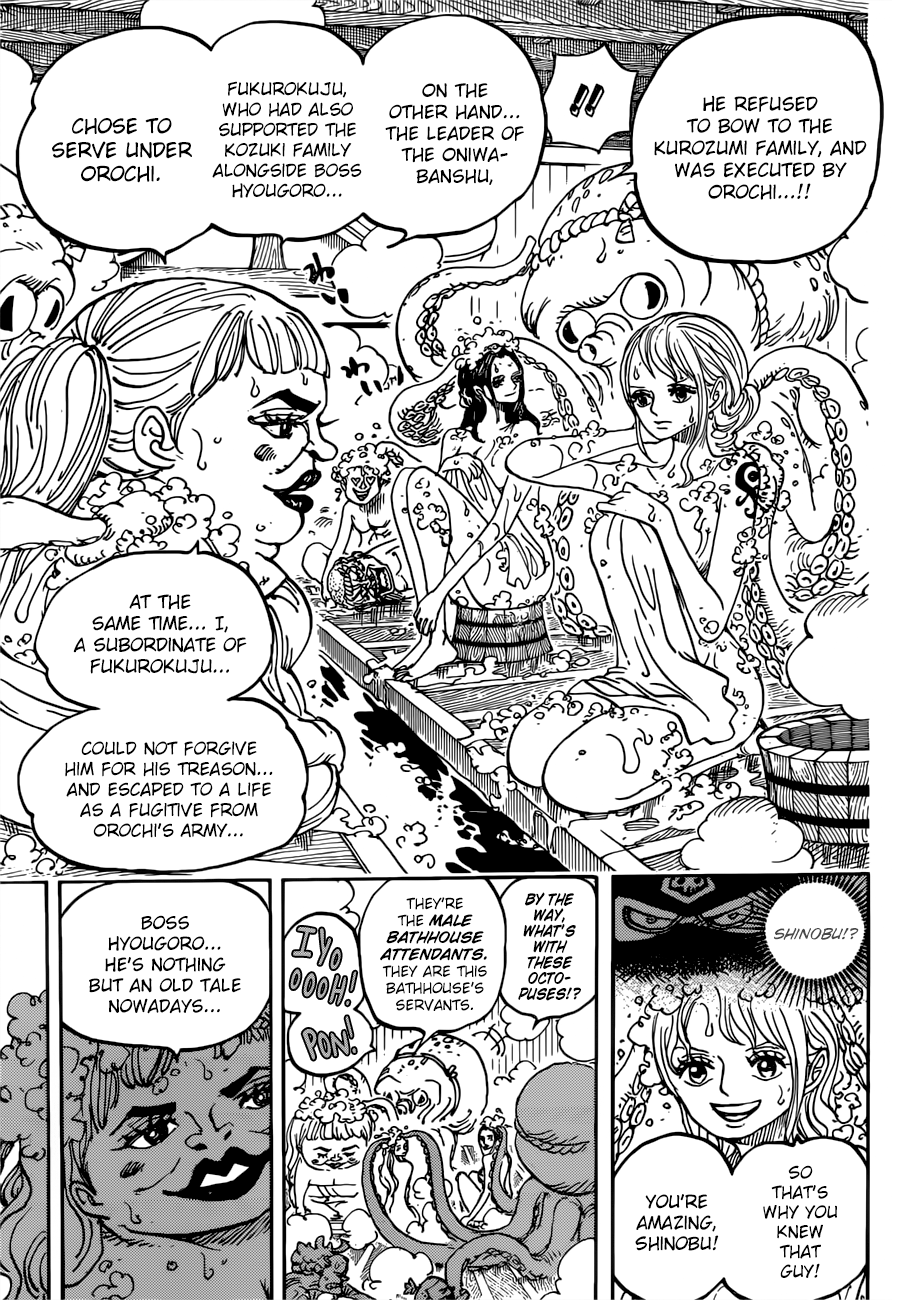 HE REFUSED
TO BOW TO THE
KUROZUMI FAMILY, AND
WAS EXECUTED BY
OROCHI...!!
!!
ON THE
OTHER HAND...
THE LEADER OF
THE ONIWA-
BANSHU,
FUKUROKUJU,
WHO HAD ALSO
SUPPORTED THE
KOZUKI FAMILY
ALONGSIDE BOSS
HYOUGORO...
CHOSE TO
SERVE UNDER
OROCHI.
AT THE
SAME TIME... I,
A SUBORDINATE OF
FUKUROKUJU...
COULD NOT FORGIVE
HIM FOR HIS TREASON...
AND ESCAPED TO A LIFE
AS A FUGITIVE FROM
OROCHI'S ARMY...
SHINOBU!?
SO
THAT'S
WHY YOU
KNEW
THAT
GUY!
YOU'RE
AMAZING,
SHINOBU!
BY THE
WAY,
WHAT'S
WITH
THESE
OCTO-
PUSES!?
THEY'RE
THE MALE
BATHHOUSE
ATTENDANTS.
THEY ARE THIS
BATHHOUSE'S
SERVANTS.
IYO
OOOH!
PON!
BOSS
HYOUGORO...
HE'S NOTHING
BUT AN OLD TALE
NOWADAYS...